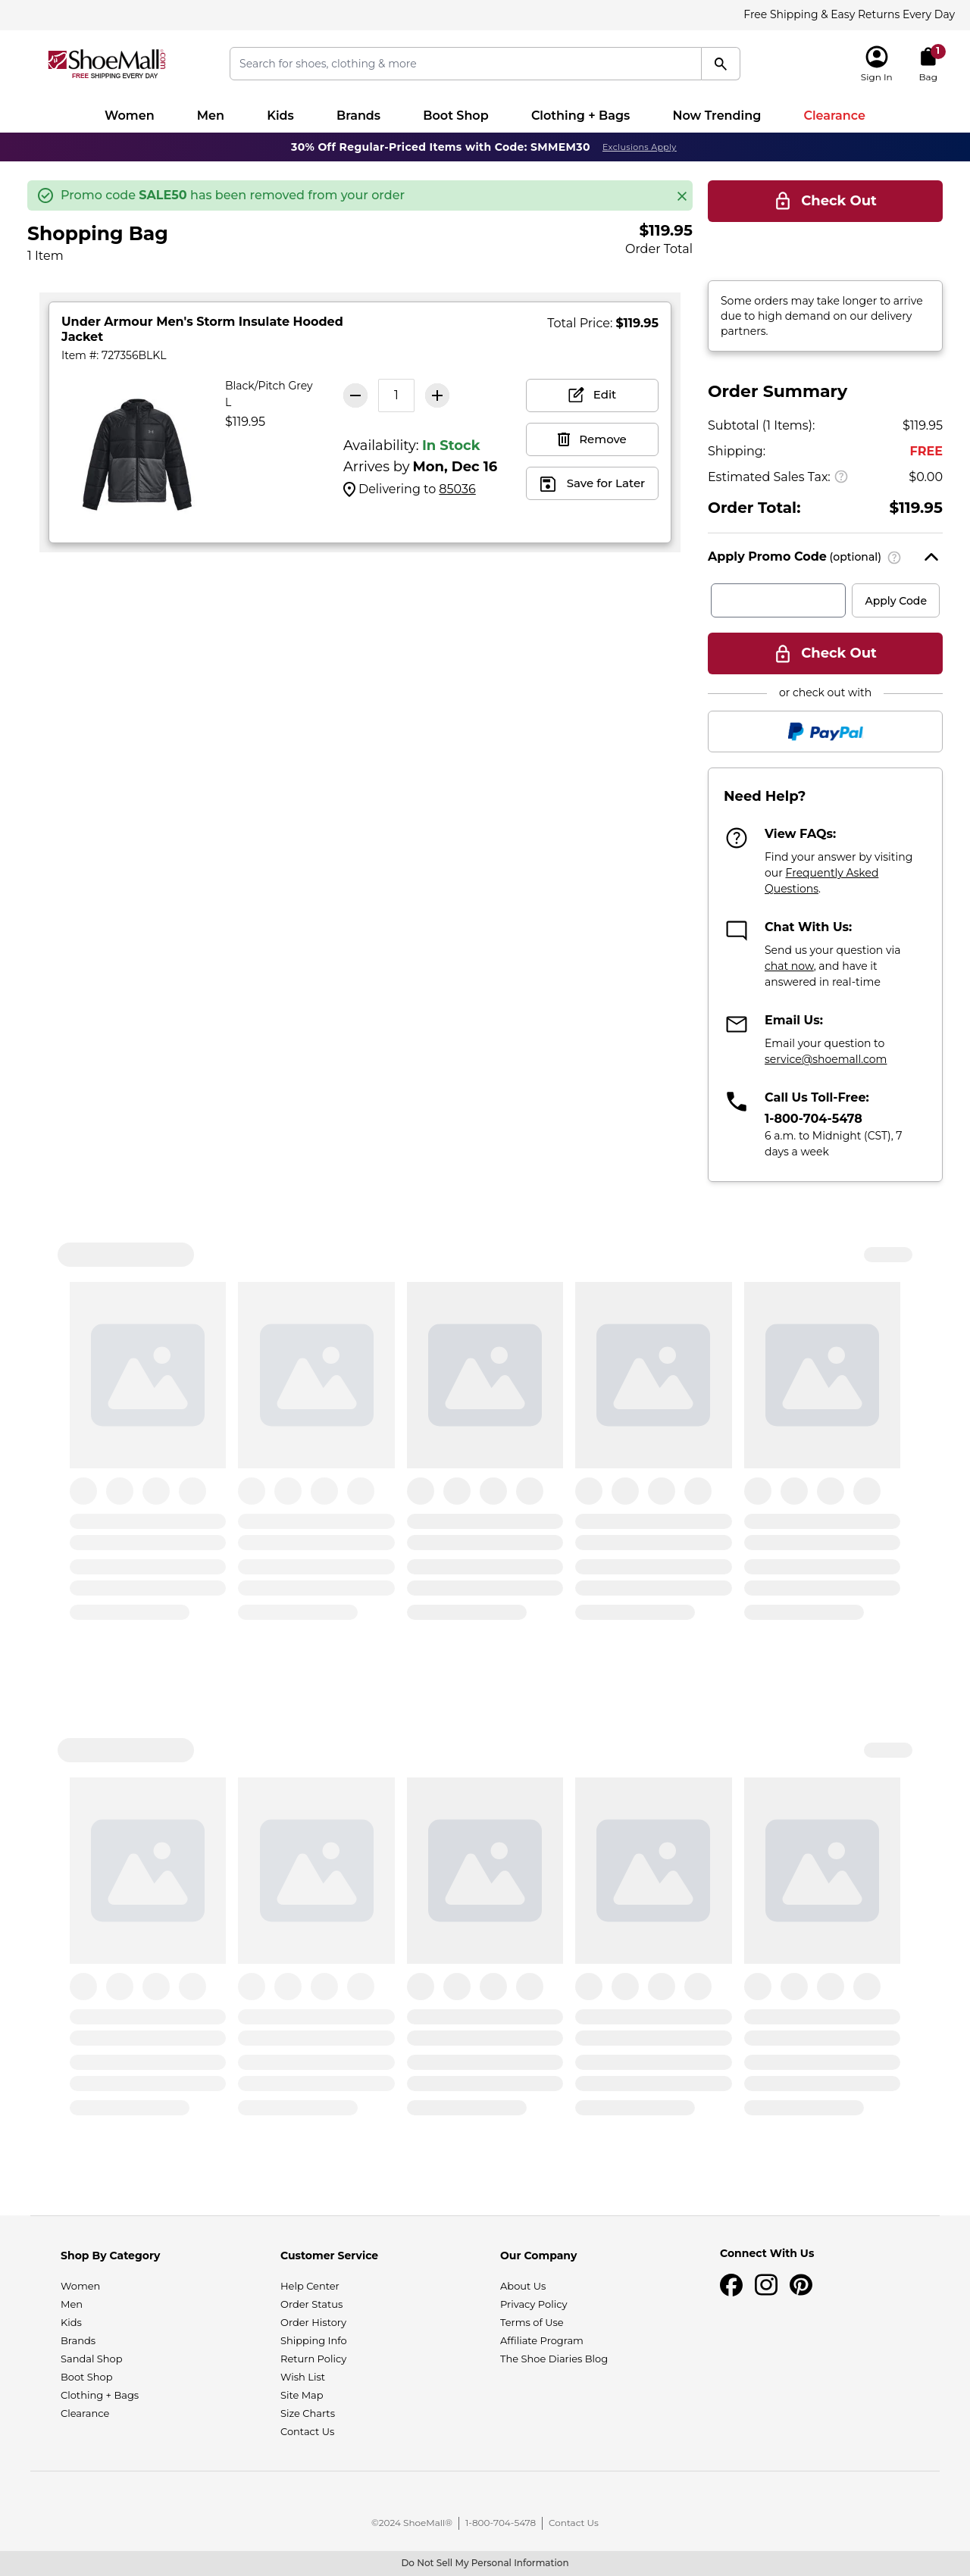 Free Shipping & Easy Returns Every Day
ShoeMall.com
FREE SHIPPING EVERY DAY
Search for shoes, clothing & more
Sign In
1
Bag
Women Men Kids Brands Boot Shop Clothing + Bags Now Trending Clearance
30% Off Regular-Priced Items with Code: SMMEM30 Exclusions Apply
Promo code SALE50 has been removed from your order
Check Out
Shopping Bag
1 Item
$119.95
Order Total
Some orders may take longer to arrive
due to high demand on our delivery
partners.
Under Armour Men's Storm Insulate Hooded
Jacket
Item #: 727356BLKL
Total Price: $119.95
Black/Pitch Grey
L
$119.95
1
Availability: In Stock
Arrives by Mon, Dec 16
Delivering to 85036
Edit
Remove
Save for Later
Order Summary
Subtotal (1 Items): $119.95
Shipping: FREE
Estimated Sales Tax: $0.00
Order Total: $119.95
Apply Promo Code (optional)
Apply Code
Check Out
or check out with
PayPal
Need Help?
View FAQs:
Find your answer by visiting
our Frequently Asked
Questions.
Chat With Us:
Send us your question via
chat now, and have it
answered in real-time
Email Us:
Email your question to
service@shoemall.com
Call Us Toll-Free:
1-800-704-5478
6 a.m. to Midnight (CST), 7
days a week
Shop By Category
Women
Men
Kids
Brands
Sandal Shop
Boot Shop
Clothing + Bags
Clearance
Customer Service
Help Center
Order Status
Order History
Shipping Info
Return Policy
Wish List
Site Map
Size Charts
Contact Us
Our Company
About Us
Privacy Policy
Terms of Use
Affiliate Program
The Shoe Diaries Blog
Connect With Us
©2024 ShoeMall® 1-800-704-5478 Contact Us
Do Not Sell My Personal Information